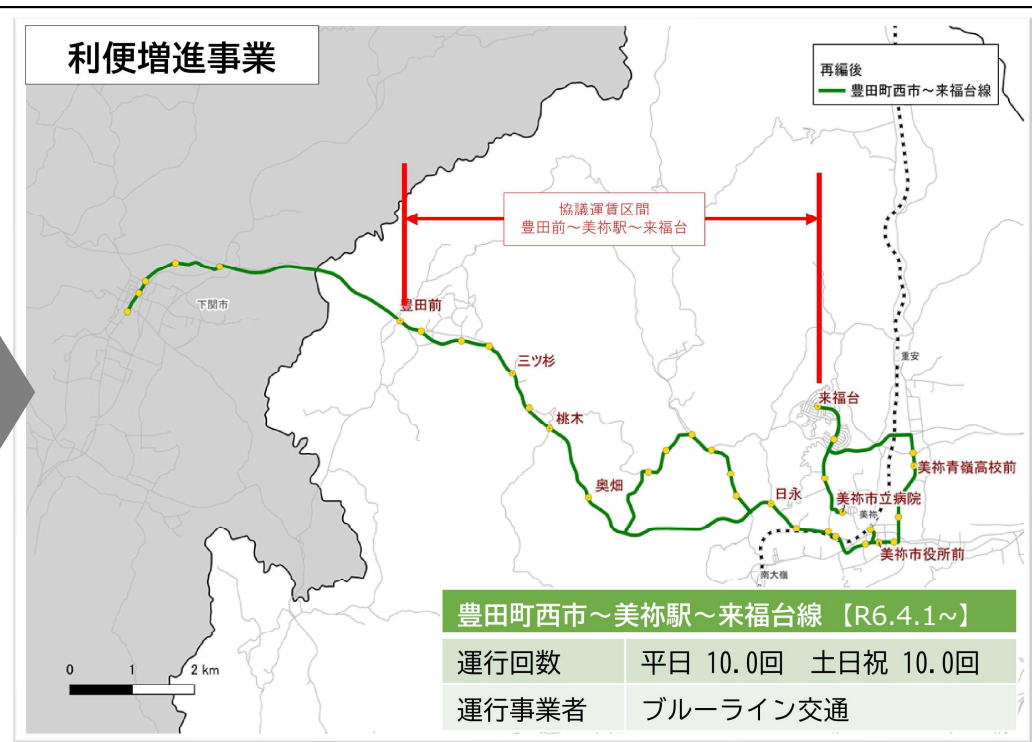 利便増進事業
再編後
豊田町西市～来福台線
協議運賃区間
豊田前～美祢駅～来福台
下関市
豊田前
三ツ杉
桃木
奥畑
日永
来福台
重安
美祢青嶺高校前
美祢市立病院
美祢
美祢市役所前
南大嶺
豊田町西市～美祢駅～来福台線 【R6.4.1~】
運行回数 平日 10.0回 土日祝 10.0回
運行事業者 ブルーライン交通
0 1 2 km